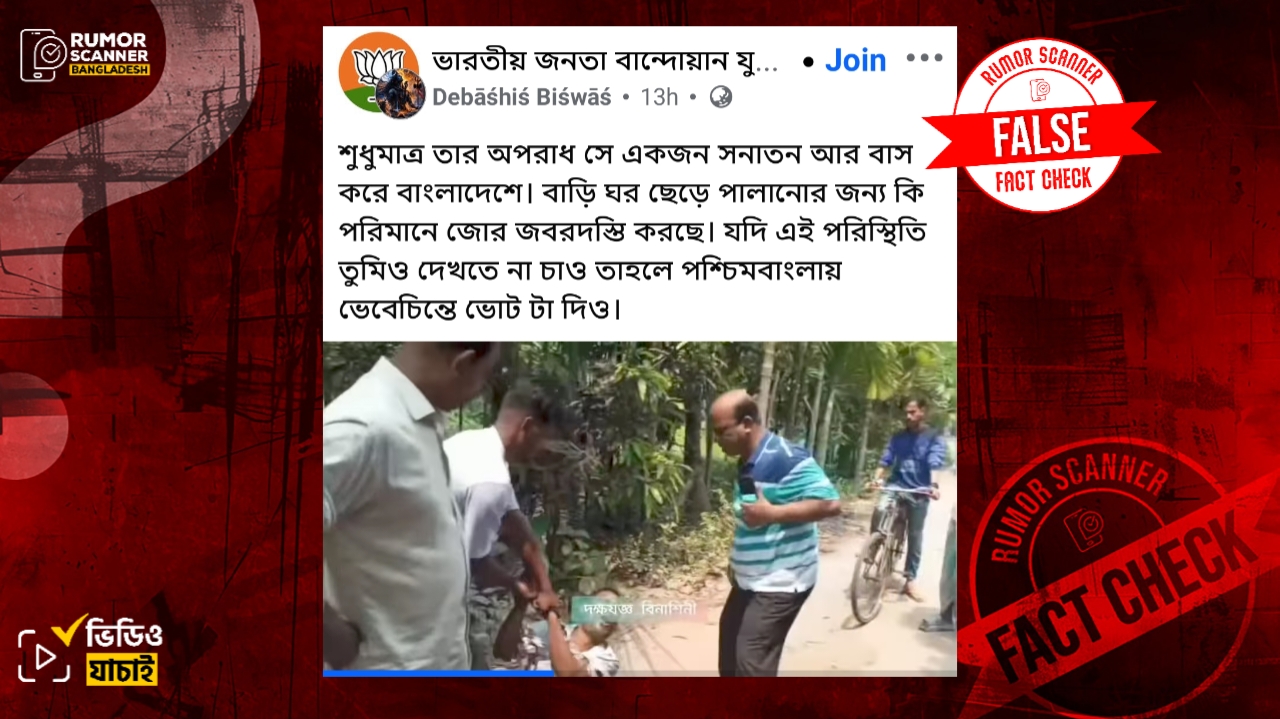 RUMOR
SCANNER
BANGLADESH
ভারতীয় জনতা বান্দোয়ান যু... • Join
Debāśhiś Biśwāś • 13h •
শুধুমাত্র তার অপরাধ সে একজন সনাতন আর বাস
করে বাংলাদেশে। বাড়ি ঘর ছেড়ে পালানোর জন্য কি
পরিমানে জোর জবরদস্তি করছে। যদি এই পরিস্থিতি
তুমিও দেখতে না চাও তাহলে পশ্চিমবাংলায়
ভেবেচিন্তে ভোট টা দিও।
RUMOR SCANNER
FALSE
FACT CHECK
দক্ষযজ্ঞ বিনাশিনী
RUMOR SCANNER
FACT CHECK
ভিডিও
যাচাই